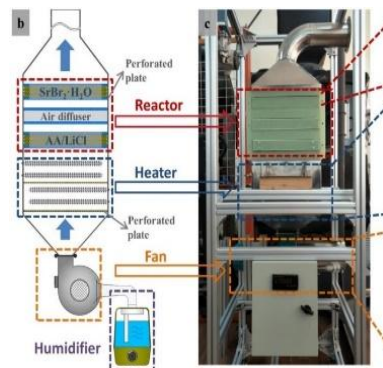 b
c
SrBr₂·H₂O
Perforated
plate
Air diffuser
Reactor
AA/LiCl
Heater
Perforated
plate
Fan
Humidifier